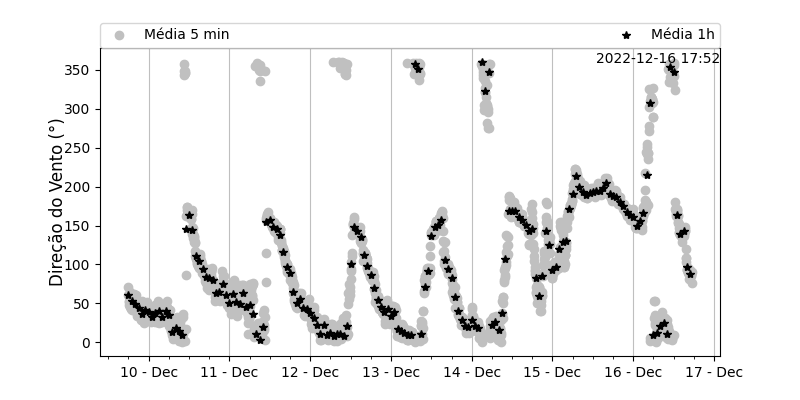 Média 5 min
Média 1h
2022-12-16 17:52
Direção do Vento (°)
350
300
250
200
150
100
50
0
10 - Dec
11 - Dec
12 - Dec
13 - Dec
14 - Dec
15 - Dec
16 - Dec
17 - Dec